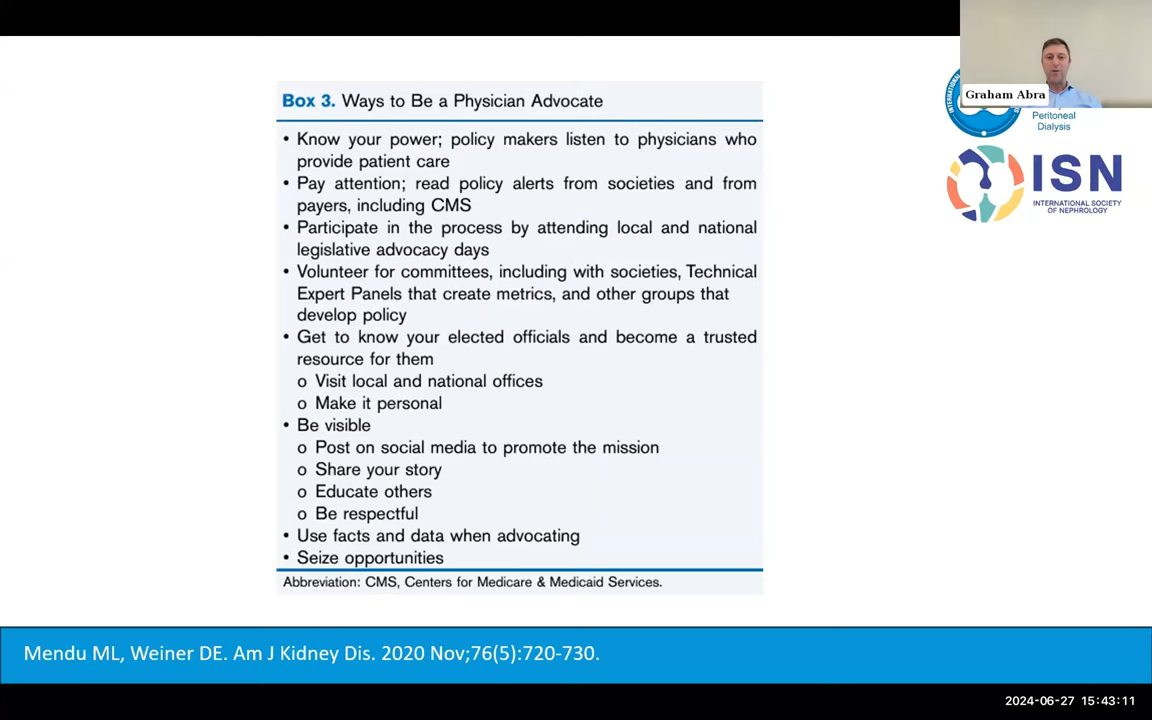 Graham Abra
Peritoneal
Dialysis
ISN
INTERNATIONAL SOCIETY
OF NEPHROLOGY
Box 3. Ways to Be a Physician Advocate
• Know your power; policy makers listen to physicians who
provide patient care
• Pay attention; read policy alerts from societies and from
payers, including CMS
• Participate in the process by attending local and national
legislative advocacy days
• Volunteer for committees, including with societies, Technical
Expert Panels that create metrics, and other groups that
develop policy
• Get to know your elected officials and become a trusted
resource for them
o Visit local and national offices
o Make it personal
• Be visible
o Post on social media to promote the mission
o Share your story
o Educate others
o Be respectful
• Use facts and data when advocating
• Seize opportunities
Abbreviation: CMS, Centers for Medicare & Medicaid Services.
Mendu ML, Weiner DE. Am J Kidney Dis. 2020 Nov;76(5):720-730.
2024-06-27 15:43:11